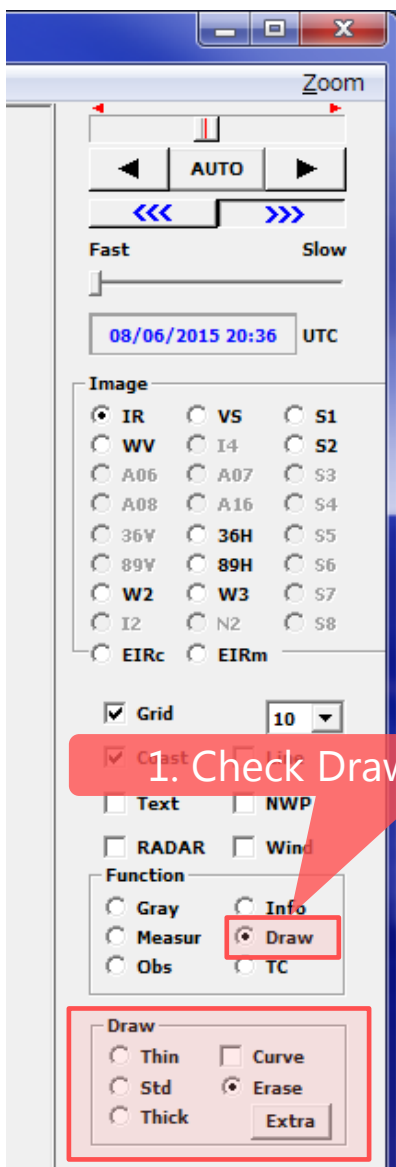 Zoom
AUTO
<<< >>>
Fast Slow
08/06/2015 20:36 UTC
Image
IR VS S1
WV I4 S2
A06 A07 S3
A08 A16 S4
36V 36H S5
89V 89H S6
W2 W3 S7
I2 N2 S8
EIRc EIRm
Grid 10
Coast Line
1. Check Draw
Text NWP
RADAR Wind
Function
Gray Info
Measur Draw
Obs TC
Draw
Thin Curve
Std Erase
Thick Extra